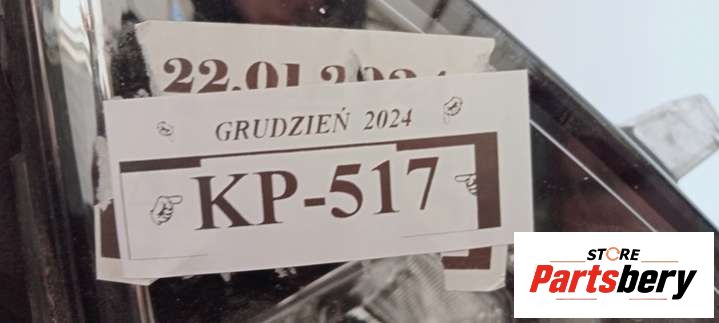 22.01.2024
GRUDZIEŃ 2024
KP-517
STORE
Partsbery